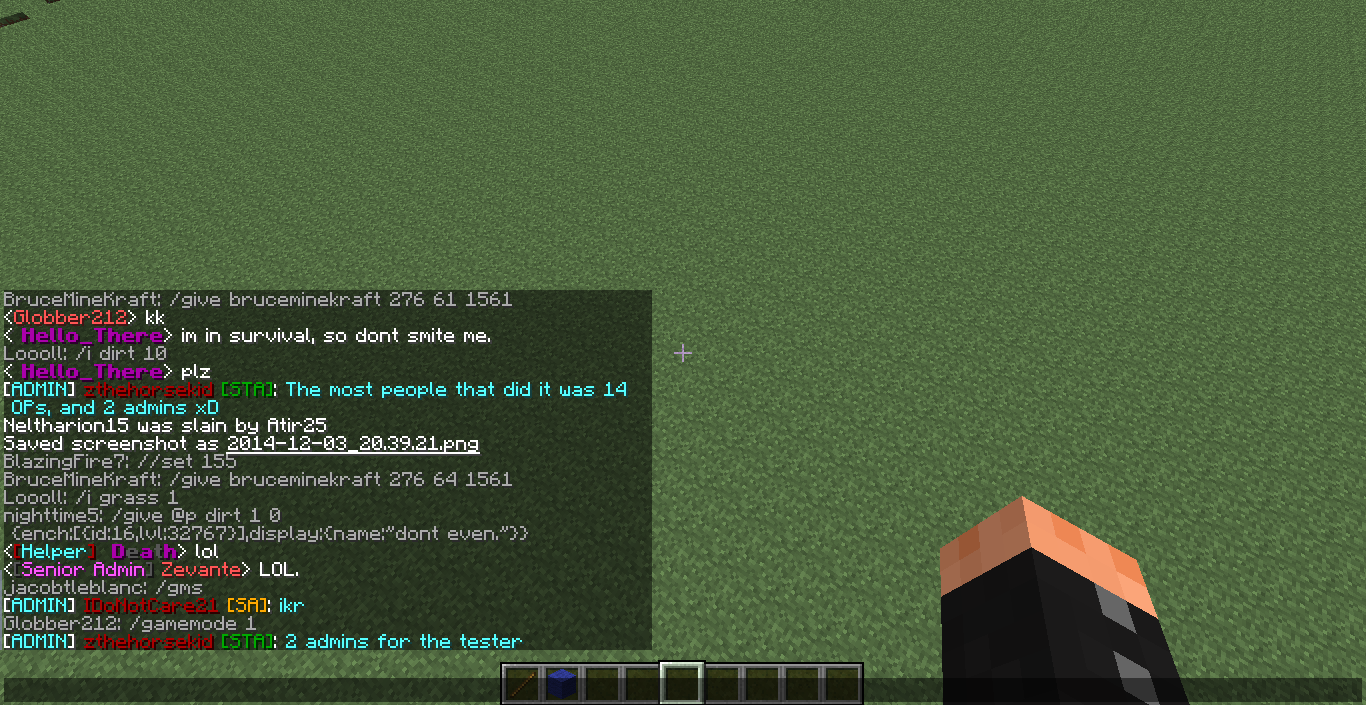 BruceMineKraft: /give bruceminekraft 276 61 1561
<Globber212> kk
< Hello_There> im in survival, so dont smite me.
Loooll: /i dirt 10
< Hello_There> plz
[ADMIN] zthehorsekid [STA]: The most people that did it was 14
OPs, and 2 admins xD
Neltharion15 was slain by Atir25
Saved screenshot as 2014-12-03_20.39.21.png
BlazingFire7: //set 155
BruceMineKraft: /give bruceminekraft 276 64 1561
Loooll: /i grass 1
nighttime5: /give @p dirt 1 0
{ench:[{id:16,lvl:32767}],display:{name:"dont even."}}
<[Helper] Death> lol
<[Senior Admin] Zevante> LOL.
jacobtleblanc: /gms
[ADMIN] IDoNotCare21 [SA]: ikr
Globber212: /gamemode 1
[ADMIN] zthehorsekid [STA]: 2 admins for the tester